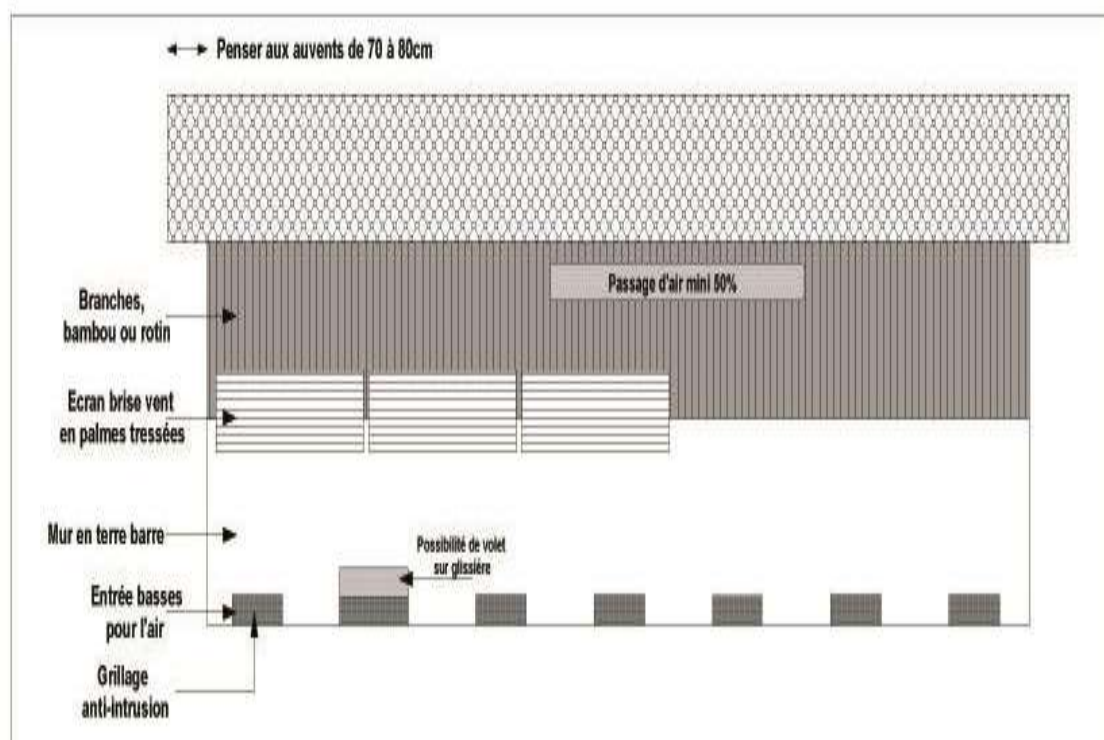 Penser aux auvents de 70 à 80cm
Passage d'air mini 50%
Branches,
bambou ou rotin
Ecran brise vent
en palmes tressées
Mur en terre barre
Possibilité de volet
sur glissière
Entrée basses
pour l'air
Grillage
anti-intrusion